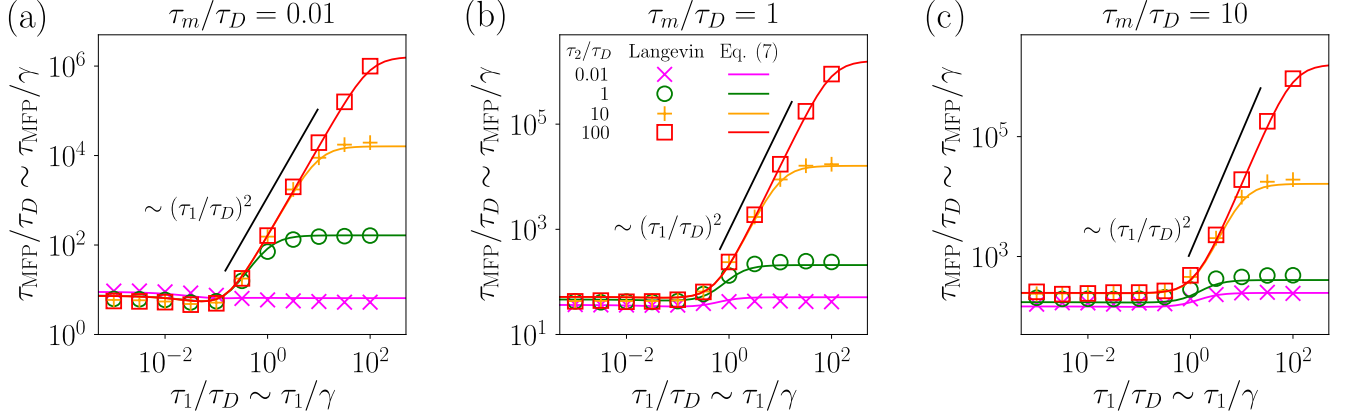 (a)
τ_m/τ_D = 0.01
τ_MFP/τ_D ∼ τ_MFP/γ
10^6
10^4
10^2
10^0
∼ (τ_1/τ_D)^2
10^−2 10^0 10^2
τ_1/τ_D ∼ τ_1/γ
(b)
τ_m/τ_D = 1
τ_MFP/τ_D ∼ τ_MFP/γ
10^5
10^3
10^1
τ_2/τ_D Langevin Eq. (7)
0.01
1
10
100
∼ (τ_1/τ_D)^2
10^−2 10^0 10^2
τ_1/τ_D ∼ τ_1/γ
(c)
τ_m/τ_D = 10
τ_MFP/τ_D ∼ τ_MFP/γ
10^5
10^3
∼ (τ_1/τ_D)^2
10^−2 10^0 10^2
τ_1/τ_D ∼ τ_1/γ